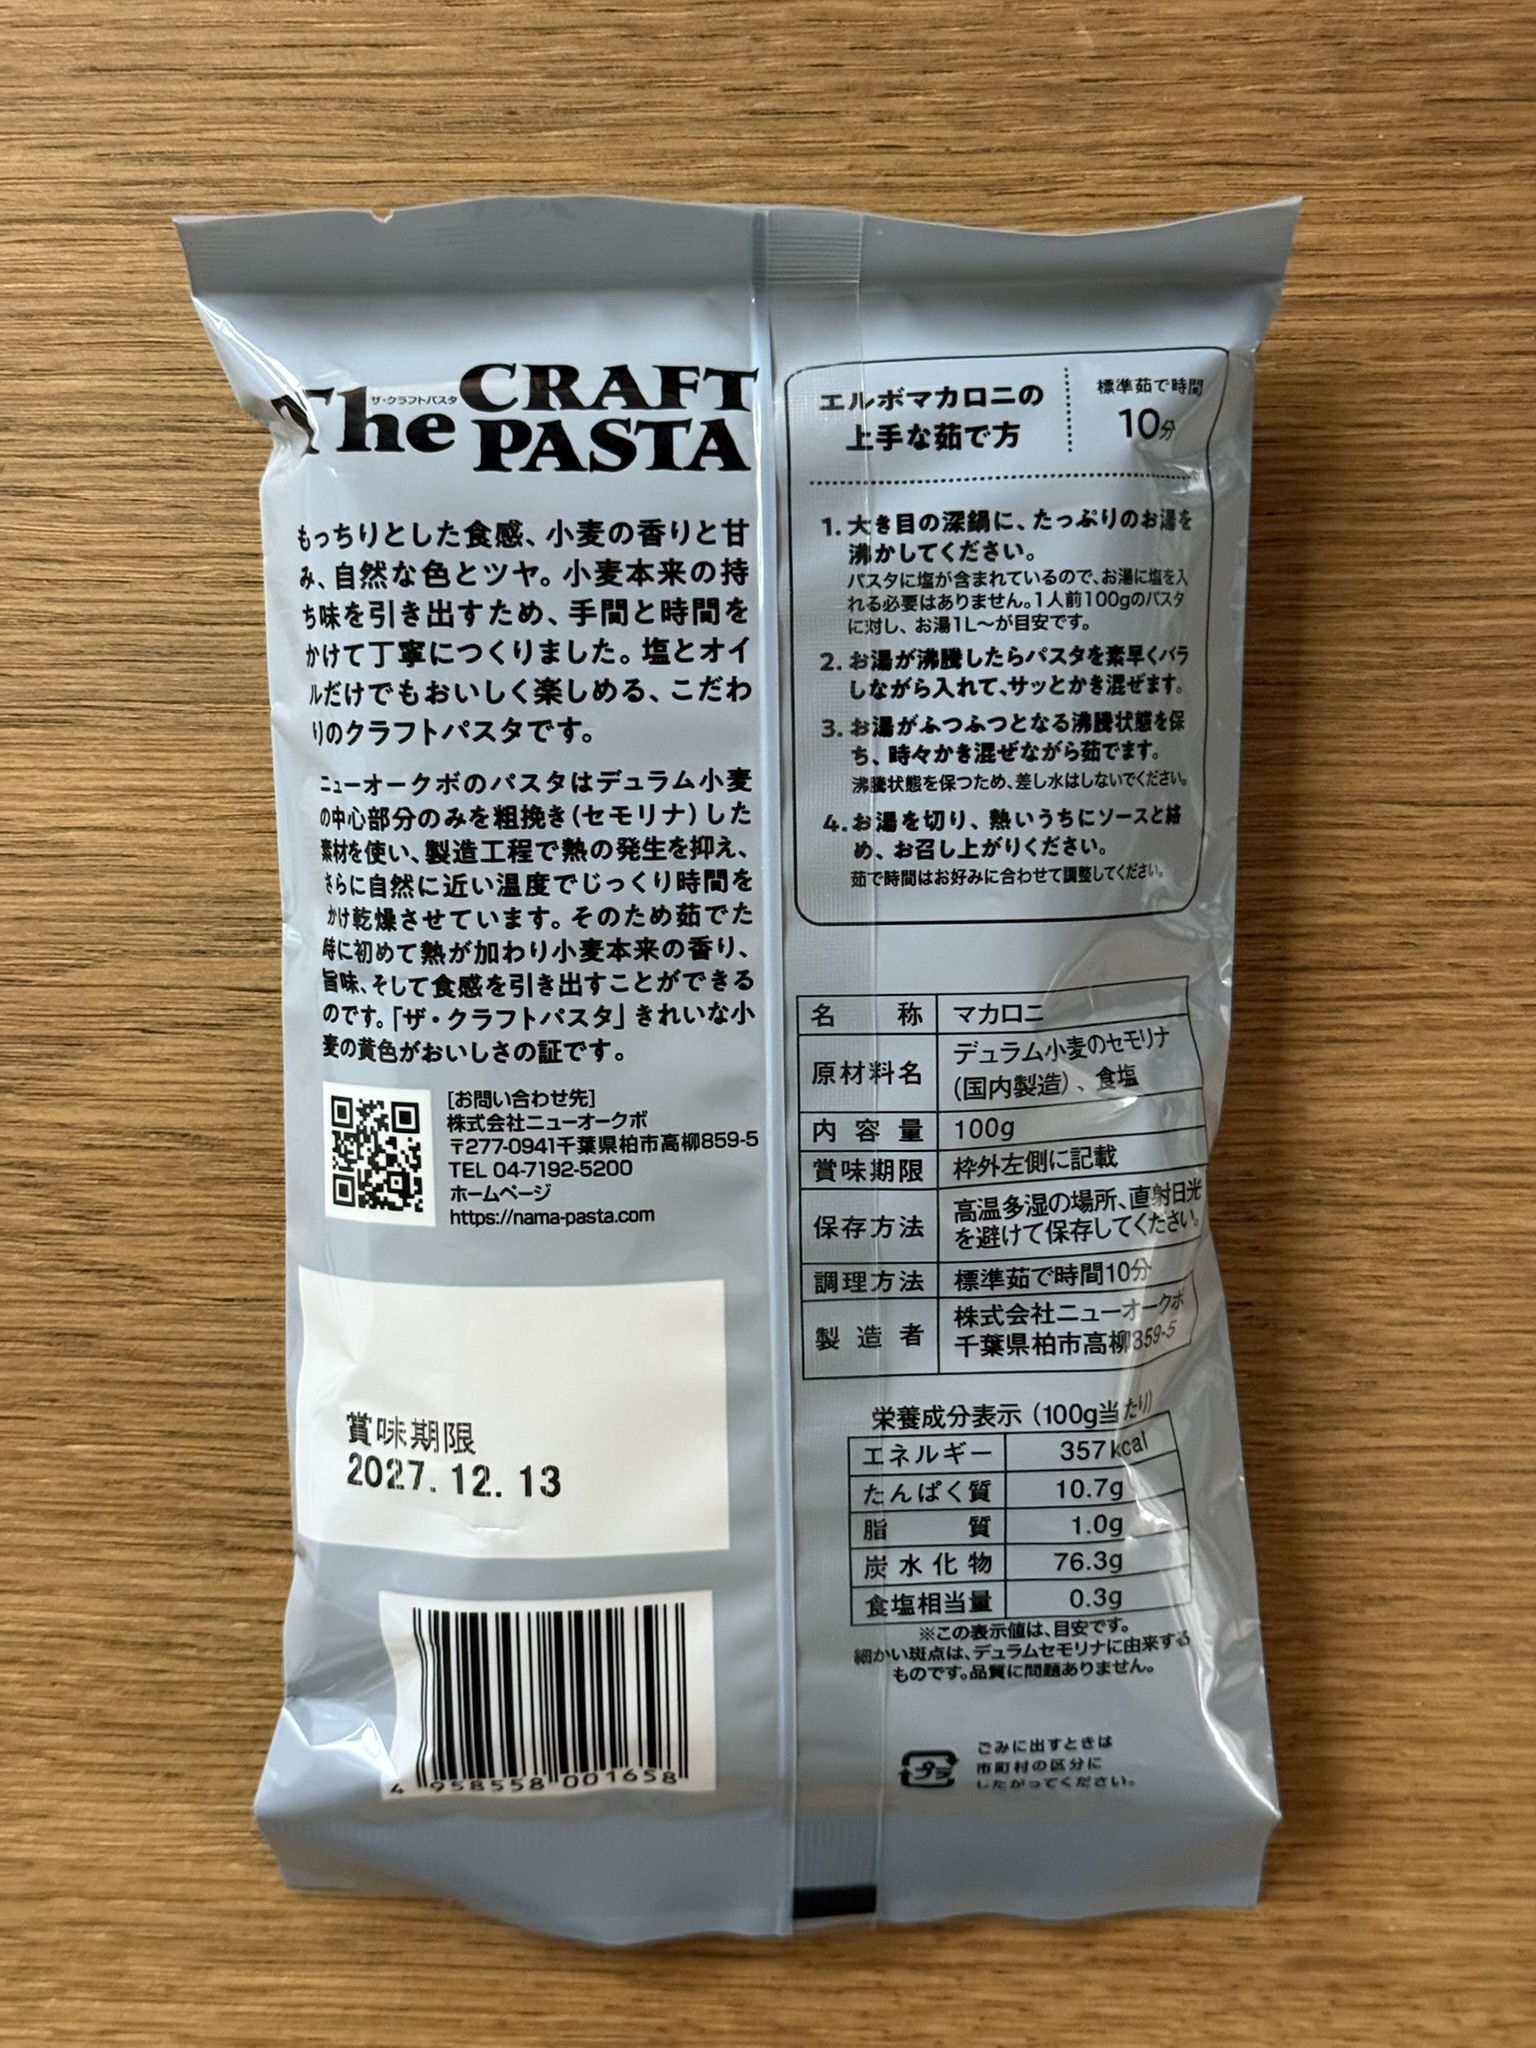 The CRAFT PASTA
ザ・クラフトパスタ
もっちりとした食感、小麦の香りと甘
み、自然な色とツヤ。小麦本来の持
ち味を引き出すため、手間と時間を
かけて丁寧につくりました。塩とオイ
ルだけでもおいしく楽しめる、こだわ
りのクラフトパスタです。
ニューオークボのパスタはデュラム小麦
の中心部分のみを粗挽き(セモリナ)した
素材を使い、製造工程で熱の発生を抑え、
さらに自然に近い温度でじっくり時間を
かけ乾燥させています。そのため茹でた
時に初めて熱が加わり小麦本来の香り、
旨味、そして食感を引き出すことができる
のです。「ザ・クラフトパスタ」きれいな小
麦の黄色がおいしさの証です。
[お問い合わせ先]
株式会社ニューオークボ
〒277-0941千葉県柏市高柳859-5
TEL 04-7192-5200
ホームページ
https://nama-pasta.com
賞味期限
2027.12.13
4 958558 001658
エルボマカロニの
上手な茹で方
標準茹で時間
10分
1.大き目の深鍋に、たっぷりのお湯を
沸かしてください。
パスタに塩が含まれているので、お湯に塩を入
れる必要はありません。1人前100gのパスタ
に対し、お湯1L〜が目安です。
2.お湯が沸騰したらパスタを素早くバラ
しながら入れて、サッとかき混ぜます。
3.お湯がふつふつとなる沸騰状態を保
ち、時々かき混ぜながら茹でます。
沸騰状態を保つため、差し水はしないでください。
4.お湯を切り、熱いうちにソースと絡
め、お召し上がりください。
茹で時間はお好みに合わせて調整してください。
名称 マカロニ
原材料名 デュラム小麦のセモリナ
(国内製造)、食塩
内容量 100g
賞味期限 枠外左側に記載
保存方法 高温多湿の場所、直射日光
を避けて保存してください。
調理方法 標準茹で時間10分
製造者 株式会社ニューオークボ
千葉県柏市高柳859-5
栄養成分表示(100g当たり)
エネルギー 357kcal
たんぱく質 10.7g
脂質 1.0g
炭水化物 76.3g
食塩相当量 0.3g
※この表示値は、目安です。
細かい斑点は、デュラムセモリナに由来する
ものです。品質に問題ありません。
プラ
ごみに出すときは
市町村の区分に
したがってください。